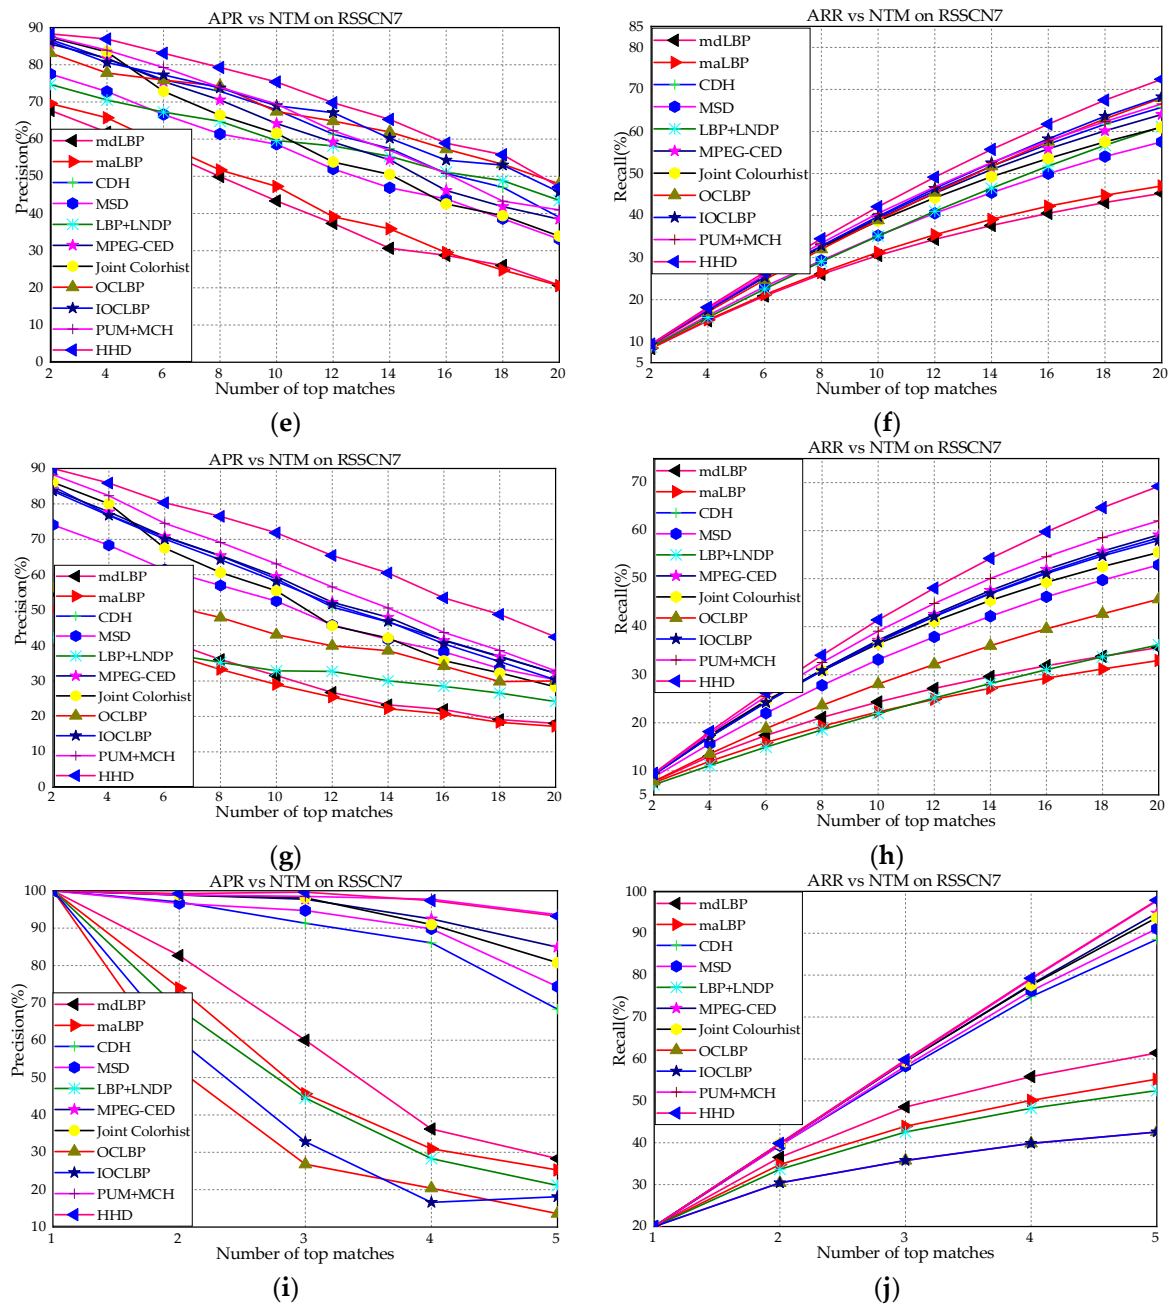 APR vs NTM on RSSCN7
90
80
70
60
50
40
30
20
10
0
Precision(%)
mdLBP
maLBP
CDH
MSD
LBP+LNDP
MPEG-CED
Joint Colorhist
OCLBP
IOCLBP
PUM+MCH
HHD
2 4 6 8 10 12 14 16 18 20
Number of top matches
(e)
ARR vs NTM on RSSCN7
85
80
70
60
50
40
30
20
10
5
Recall(%)
mdLBP
maLBP
CDH
MSD
LBP+LNDP
MPEG-CED
Joint Colourhist
OCLBP
IOCLBP
PUM+MCH
HHD
2 4 6 8 10 12 14 16 18 20
Number of top matches
(f)
APR vs NTM on RSSCN7
90
80
70
60
50
40
30
20
10
0
Precision(%)
mdLBP
maLBP
CDH
MSD
LBP+LNDP
MPEG-CED
Joint Colorhist
OCLBP
IOCLBP
PUM+MCH
HHD
2 4 6 8 10 12 14 16 18 20
Number of top matches
(g)
ARR vs NTM on RSSCN7
70
60
50
40
30
20
10
5
Recall(%)
mdLBP
maLBP
CDH
MSD
LBP+LNDP
MPEG-CED
Joint Colourhist
OCLBP
IOCLBP
PUM+MCH
HHD
2 4 6 8 10 12 14 16 18 20
Number of top matches
(h)
APR vs NTM on RSSCN7
100
90
80
70
60
50
40
30
20
10
Precision(%)
mdLBP
maLBP
CDH
MSD
LBP+LNDP
MPEG-CED
Joint Colorhist
OCLBP
IOCLBP
PUM+MCH
HHD
1 2 3 4 5
Number of top matches
(i)
ARR vs NTM on RSSCN7
100
90
80
70
60
50
40
30
20
Recall(%)
mdLBP
maLBP
CDH
MSD
LBP+LNDP
MPEG-CED
Joint Colourhist
OCLBP
IOCLBP
PUM+MCH
HHD
1 2 3 4 5
Number of top matches
(j)